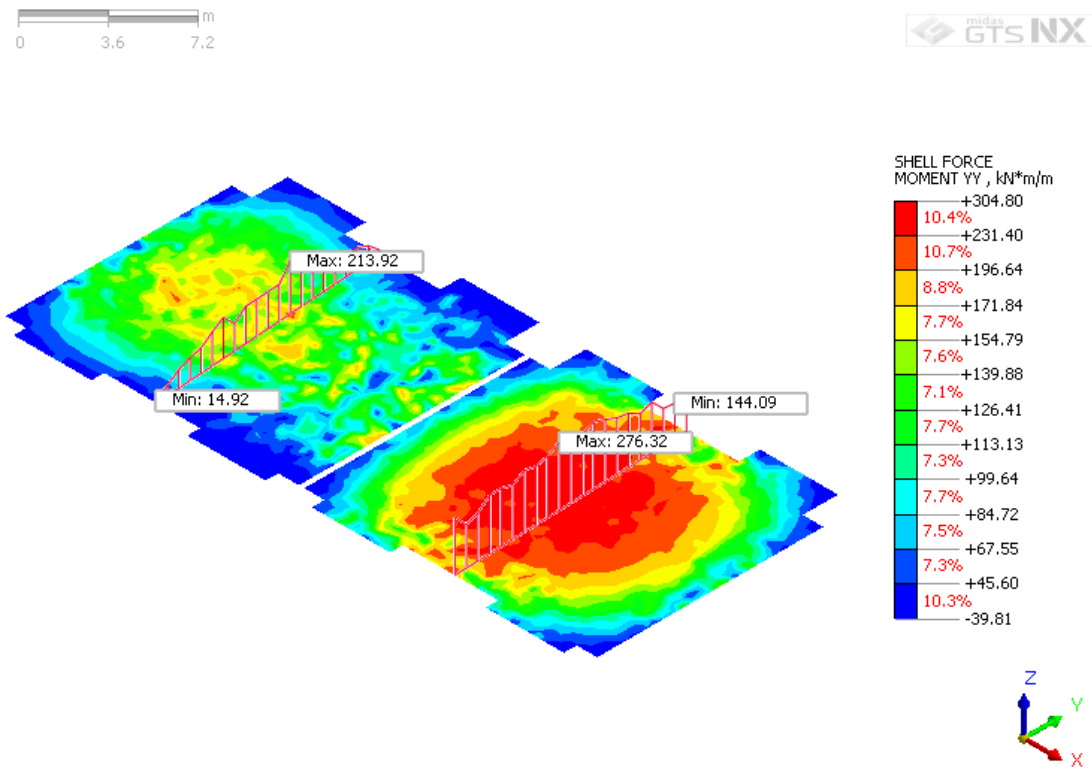 m
0 3.6 7.2
midas
GTS NX
SHELL FORCE
MOMENT YY , kN*m/m
+304.80
10.4%
+231.40
10.7%
+196.64
8.8%
+171.84
7.7%
+154.79
7.6%
+139.88
7.1%
+126.41
7.7%
+113.13
7.3%
+99.64
7.7%
+84.72
7.5%
+67.55
7.3%
+45.60
10.3%
-39.81
Max: 213.92
Min: 14.92
Min: 144.09
Max: 276.32
Z
Y
X